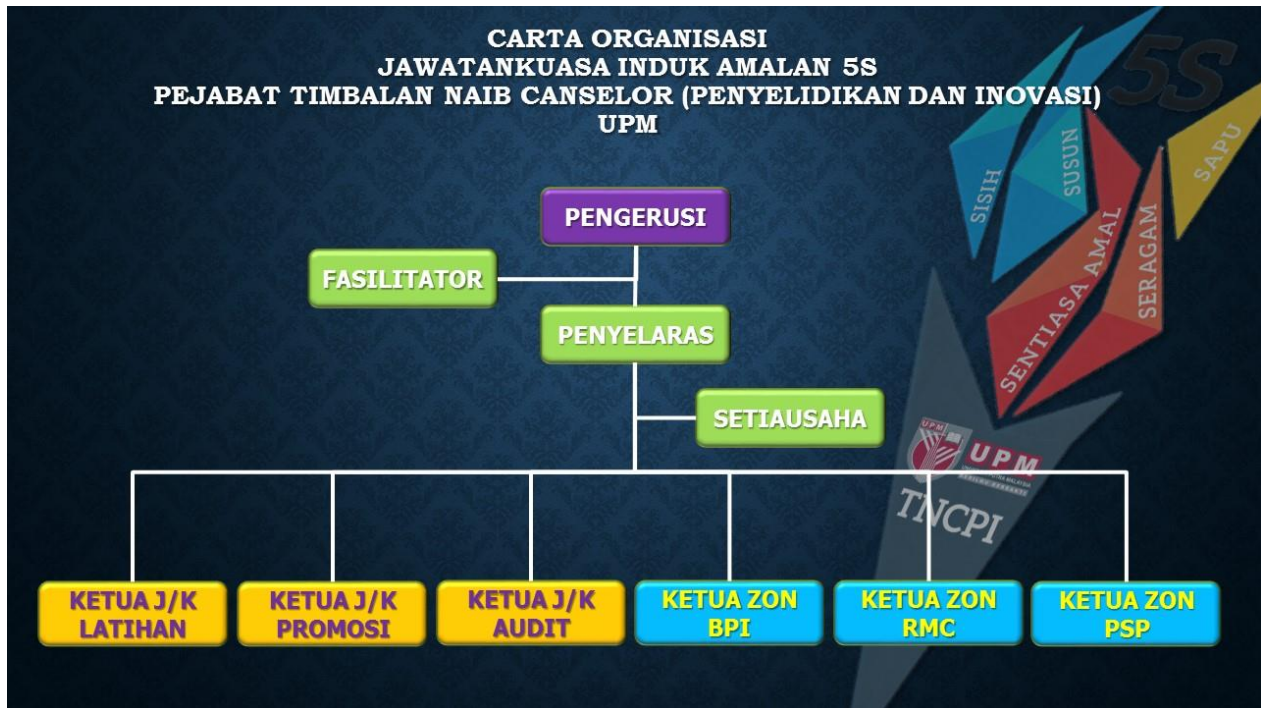 CARTA ORGANISASI
JAWATANKUASA INDUK AMALAN 5S
PEJABAT TIMBALAN NAIB CANSELOR (PENYELIDIKAN DAN INOVASI)
UPM
5S
SISIH
SUSUN
SAPU
SERAGAM
SENTIASA AMAL
PENGERUSI
FASILITATOR
PENYELARAS
SETIAUSAHA
UPM
UPM
TNCPI
KETUA J/K
LATIHAN
KETUA J/K
PROMOSI
KETUA J/K
AUDIT
KETUA ZON
BPI
KETUA ZON
RMC
KETUA ZON
PSP